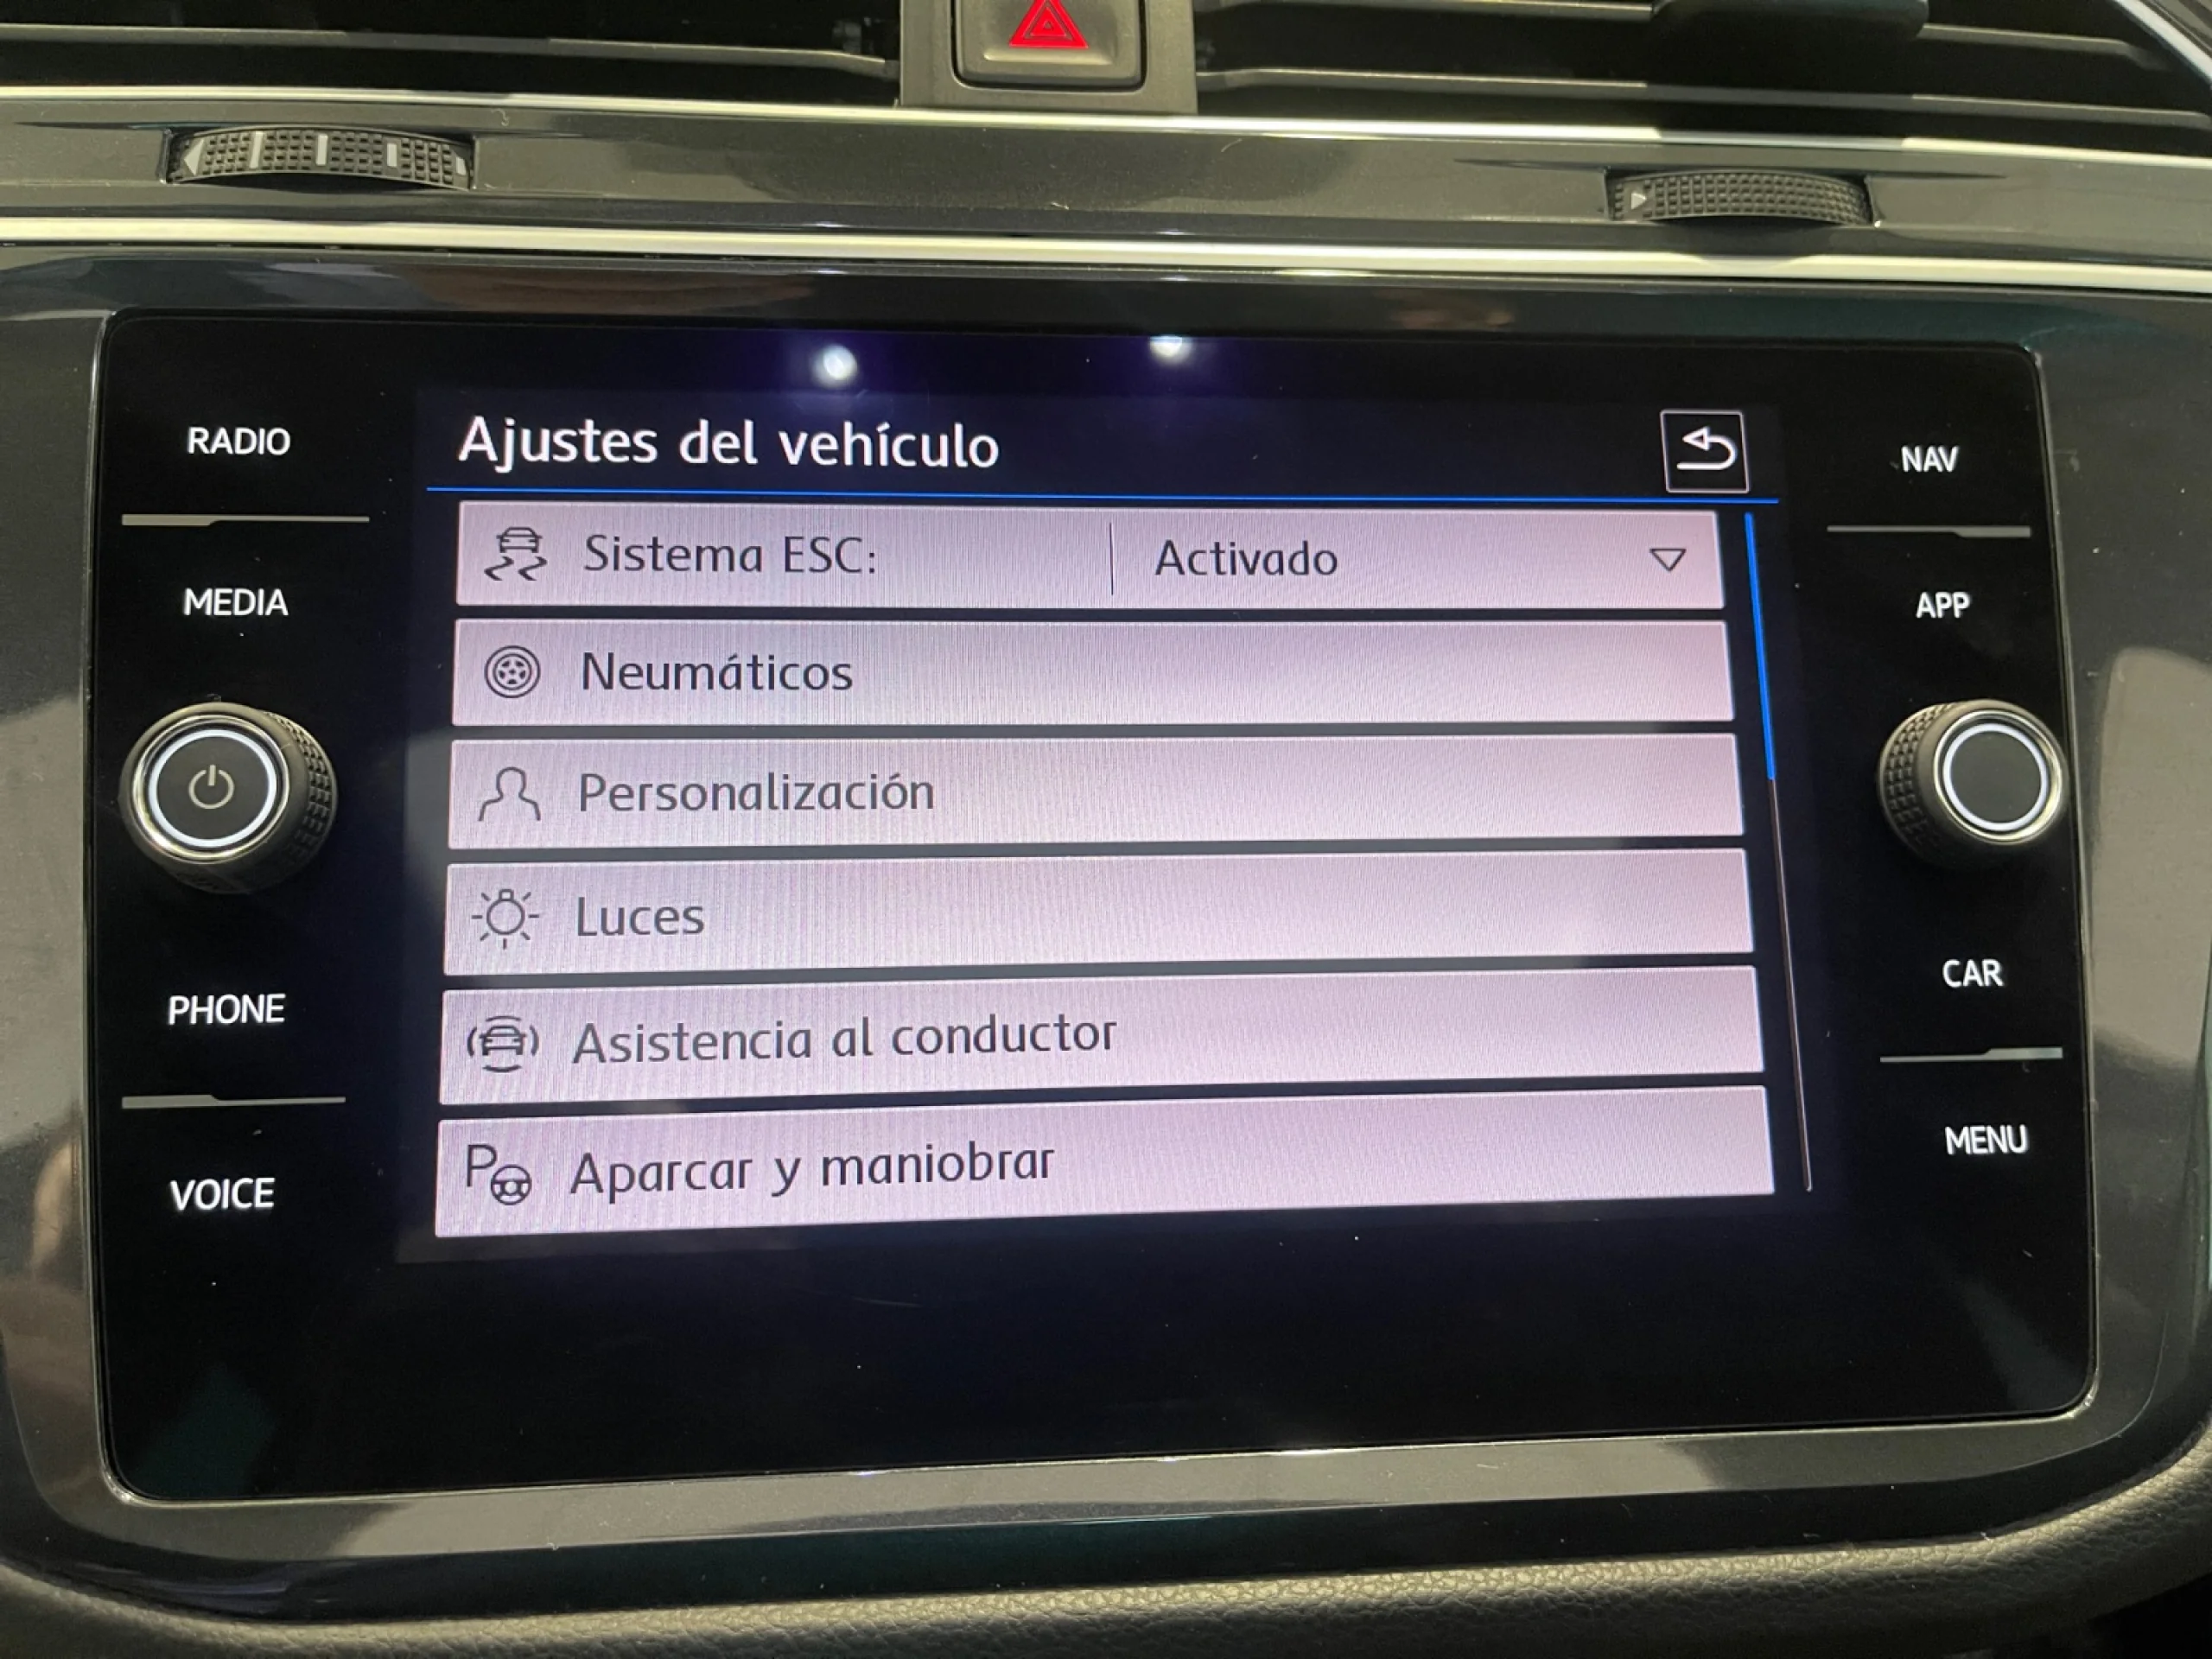 RADIO
MEDIA
PHONE
VOICE
Ajustes del vehículo
Sistema ESC: Activado
Neumáticos
Personalización
Luces
Asistencia al conductor
P Aparcar y maniobrar
NAV
APP
CAR
MENU